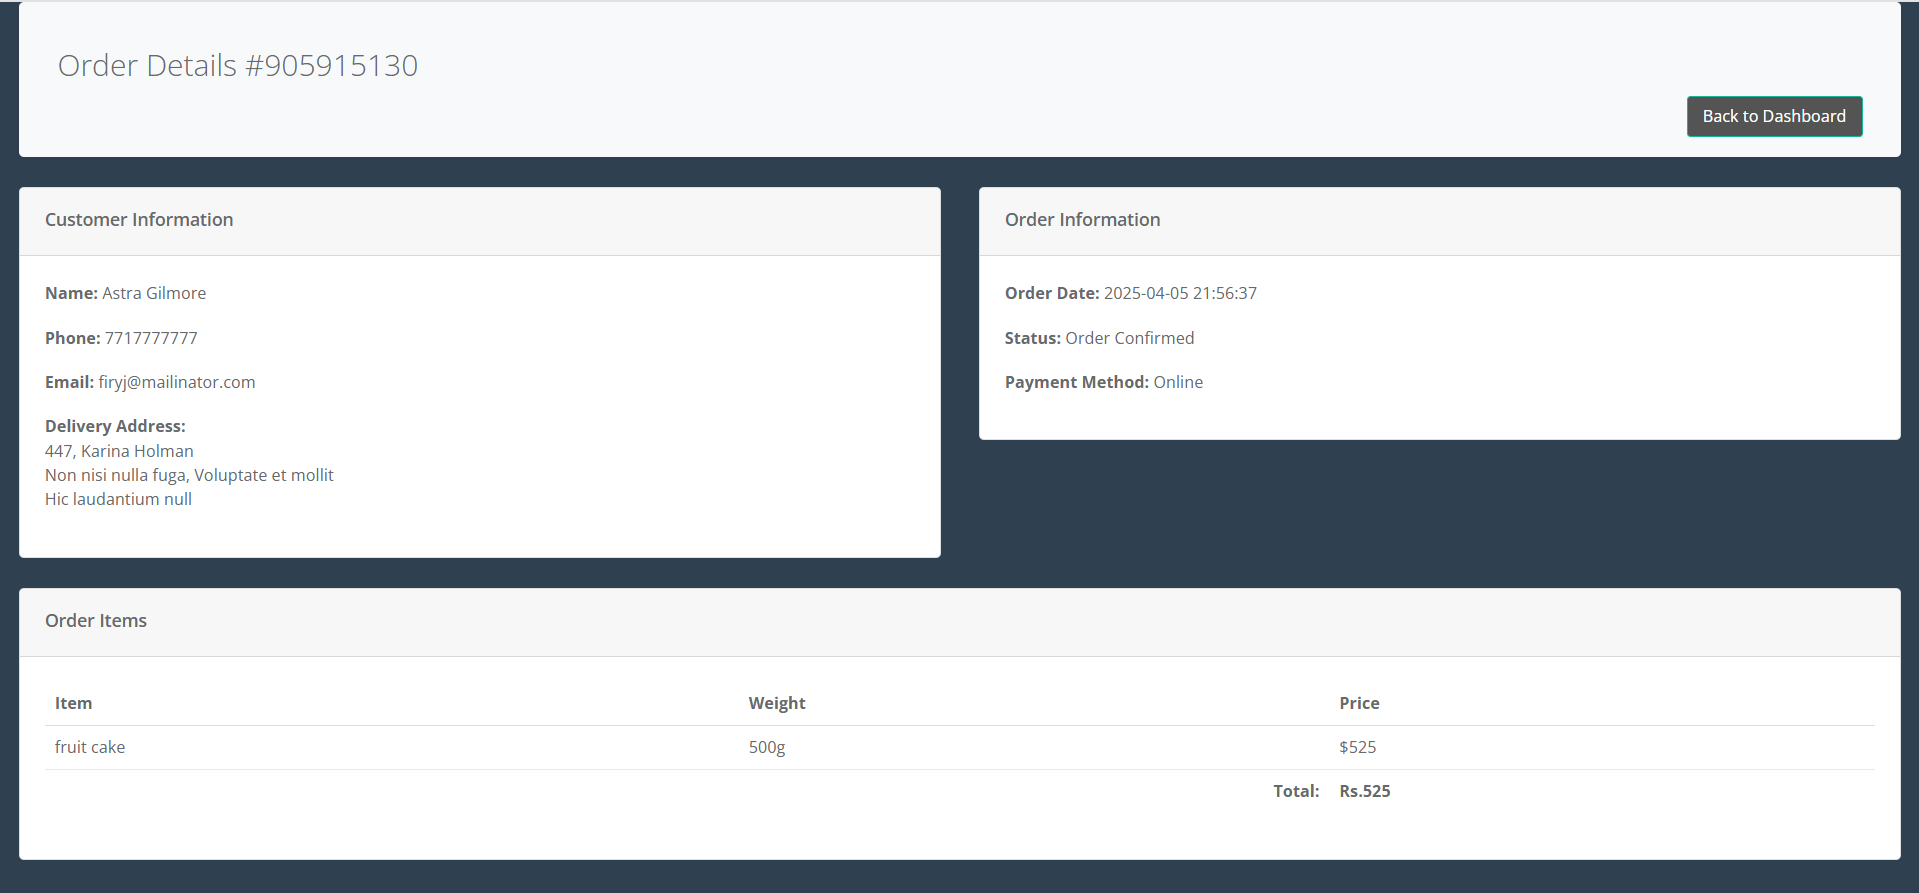 Order Details #905915130
Back to Dashboard
Customer Information
Name: Astra Gilmore
Phone: 7717777777
Email: firyj@mailinator.com
Delivery Address:
447, Karina Holman
Non nisi nulla fuga, Voluptate et mollit
Hic laudantium null
Order Information
Order Date: 2025-04-05 21:56:37
Status: Order Confirmed
Payment Method: Online
Order Items
Item Weight Price
fruit cake 500g $525
Total: Rs.525